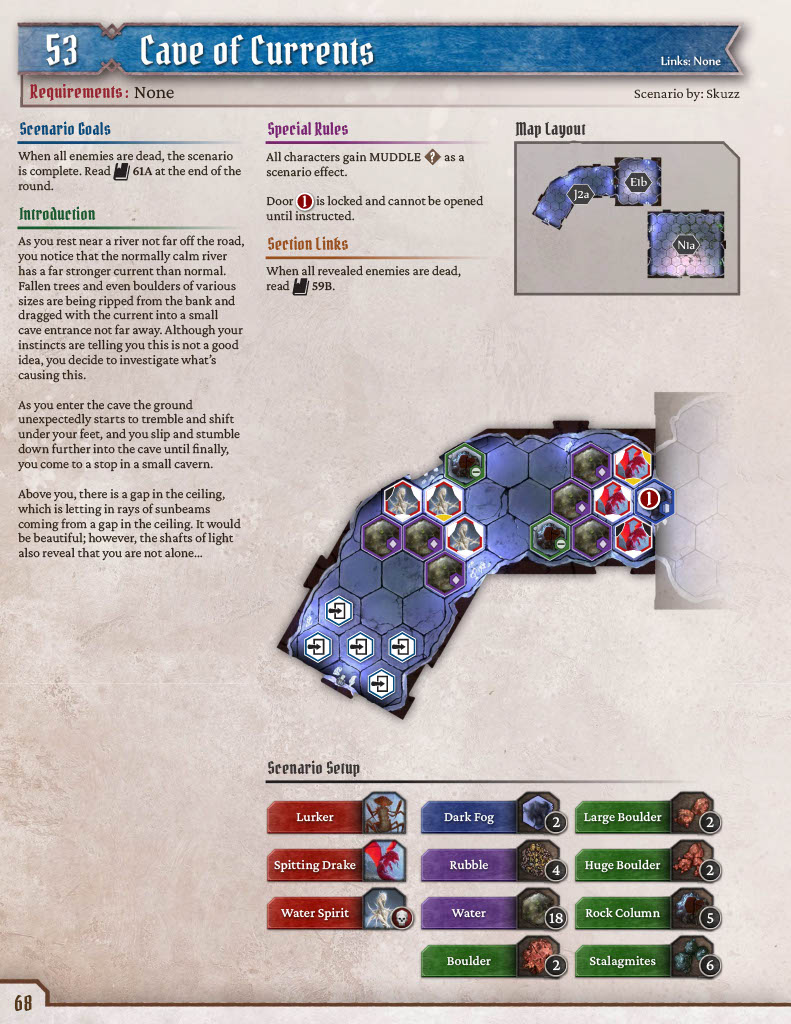 53
Cave of Currents
Links: None
Requirements: None
Scenario by: Skuzz
Scenario Goals
When all enemies are dead, the scenario
is complete. Read 61A at the end of the
round.
Introduction
As you rest near a river not far off the road,
you notice that the normally calm river
has a far stronger current than normal.
Fallen trees and even boulders of various
sizes are being ripped from the bank and
dragged with the current into a small
cave entrance not far away. Although your
instincts are telling you this is not a good
idea, you decide to investigate what's
causing this.
As you enter the cave the ground
unexpectedly starts to tremble and shift
under your feet, and you slip and stumble
down further into the cave until finally,
you come to a stop in a small cavern.
Above you, there is a gap in the ceiling,
which is letting in rays of sunbeams
coming from a gap in the ceiling. It would
be beautiful; however, the shafts of light
also reveal that you are not alone...
Special Rules
All characters gain MUDDLE ? as a
scenario effect.
Door 1 is locked and cannot be opened
until instructed.
Section Links
When all revealed enemies are dead,
read 59B.
Map Layout
J2a
E1b
N1a
1
Scenario Setup
Lurker
Dark Fog 2
Large Boulder 2
Spitting Drake
Rubble 4
Huge Boulder 2
Water Spirit
Water 18
Rock Column 5
Boulder 2
Stalagmites 6
68